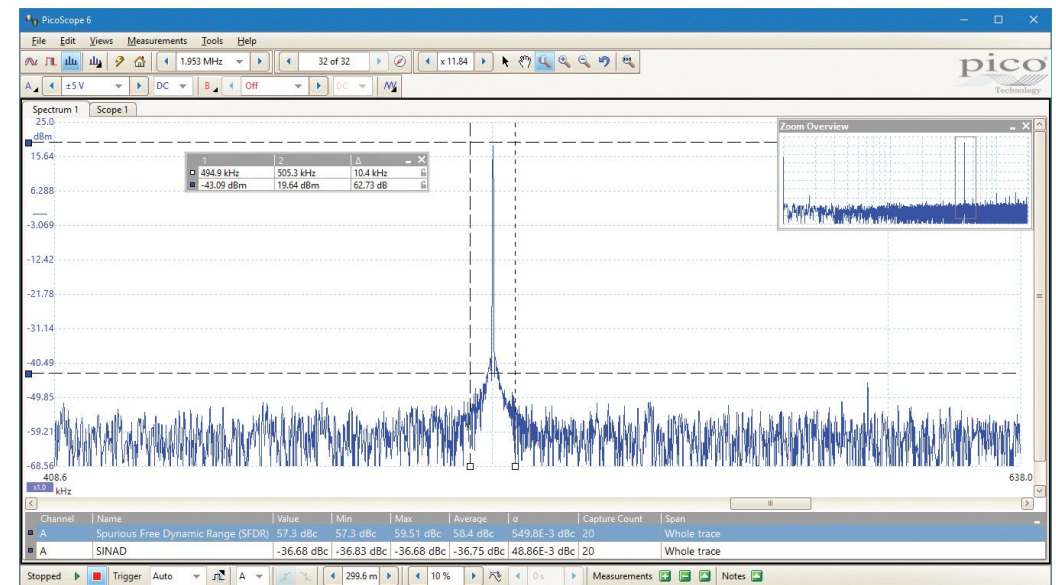 PicoScope 6
File Edit Views Measurements Tools Help
1.953 MHz 32 of 32 x 11.84
pico
Technology
A ±5 V DC B Off DC
Spectrum 1 Scope 1
25.0
dBm
15.64
6.288
-3.069
-12.42
-21.78
-31.14
-40.49
-49.85
-59.21
-68.56
1 2 Δ
494.9 kHz 505.3 kHz 10.4 kHz
-43.09 dBm 19.64 dBm 62.73 dB
Zoom Overview
408.6 638.0
x1.0 kHz
Channel Name Value Min Max Average σ Capture Count Span
A Spurious Free Dynamic Range (SFDR) 57.3 dBc 57.3 dBc 59.51 dBc 58.4 dBc 549.8E-3 dBc 20 Whole trace
A SINAD -36.68 dBc -36.83 dBc -36.68 dBc -36.75 dBc 48.86E-3 dBc 20 Whole trace
Stopped Trigger Auto A 299.6 m 10 % 0 s Measurements Notes